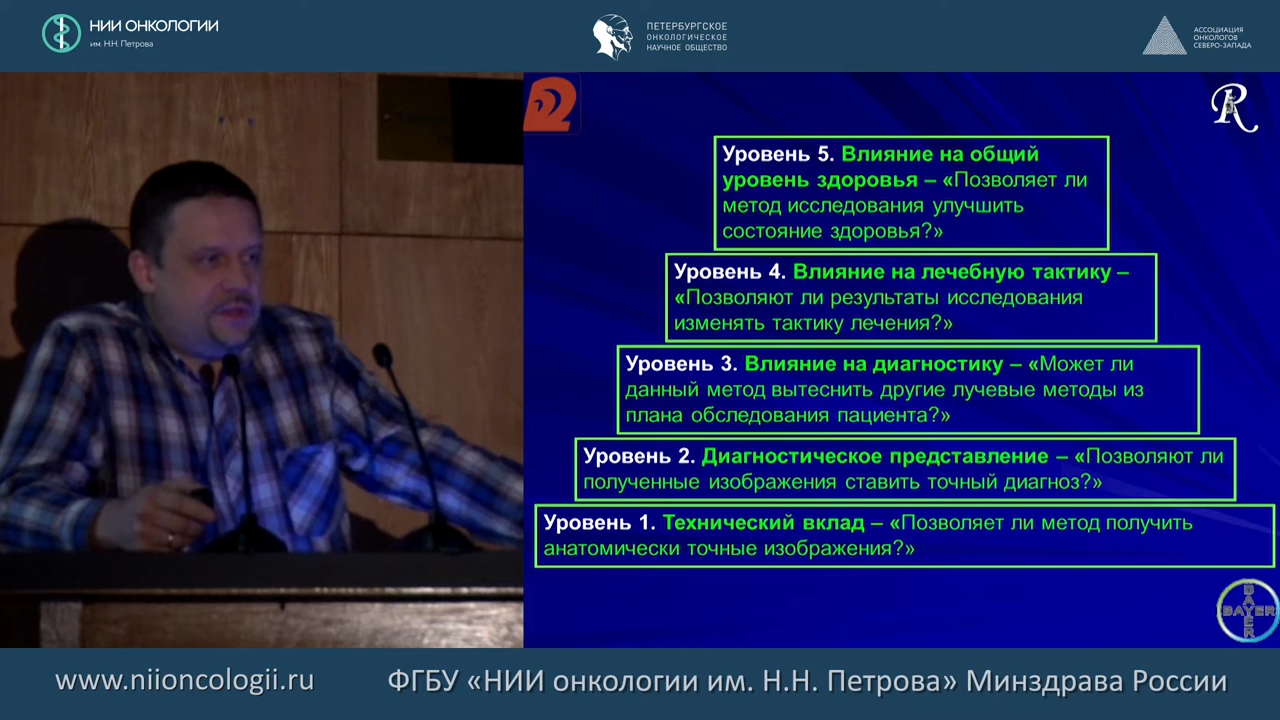 НИИ ОНКОЛОГИИ
им. Н.Н. Петрова
ПЕТЕРБУРГСКОЕ
ОНКОЛОГИЧЕСКОЕ
НАУЧНОЕ ОБЩЕСТВО
АССОЦИАЦИЯ
ОНКОЛОГОВ
СЕВЕРО-ЗАПАДА
Уровень 5. Влияние на общий
уровень здоровья – «Позволяет ли
метод исследования улучшить
состояние здоровья?»
Уровень 4. Влияние на лечебную тактику –
«Позволяют ли результаты исследования
изменять тактику лечения?»
Уровень 3. Влияние на диагностику – «Может ли
данный метод вытеснить другие лучевые методы из
плана обследования пациента?»
Уровень 2. Диагностическое представление – «Позволяют ли
полученные изображения ставить точный диагноз?»
Уровень 1. Технический вклад – «Позволяет ли метод получить
анатомически точные изображения?»
BAYER
BAYER
www.niioncologii.ru
ФГБУ «НИИ онкологии им. Н.Н. Петрова» Минздрава России